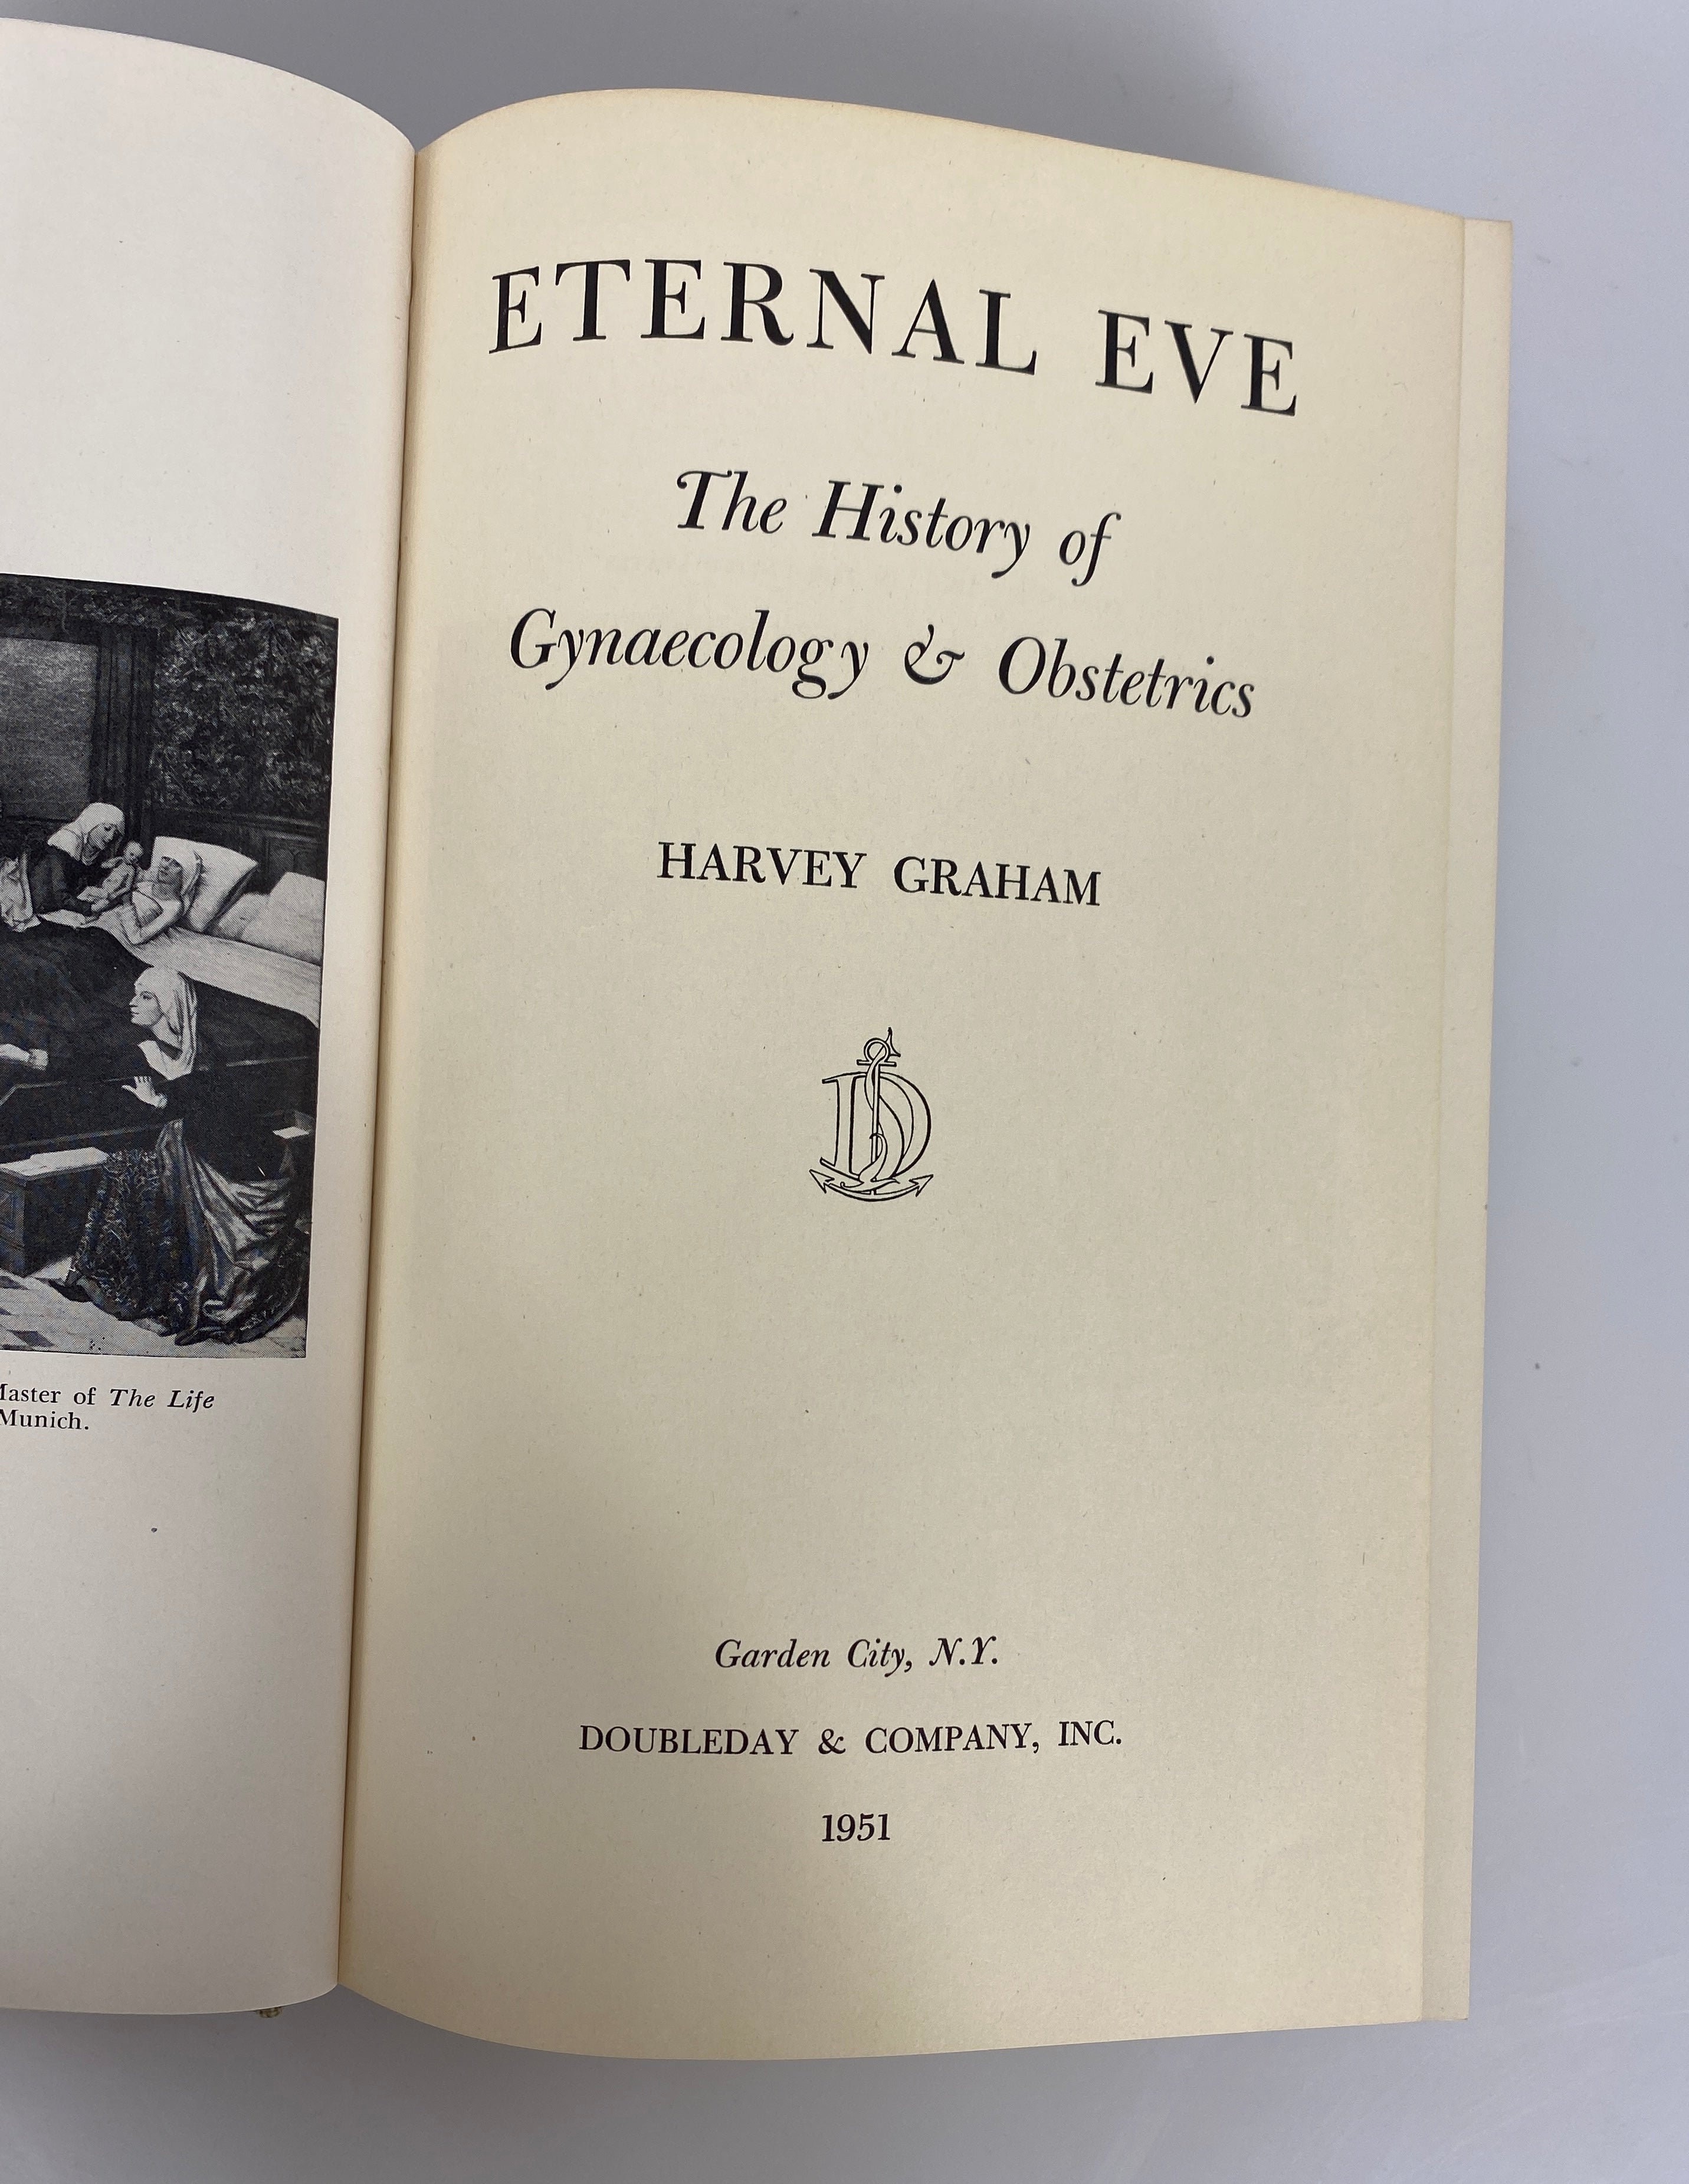 aster of The Life
Munich.
ETERNAL EVE
The History of
Gynaecology & Obstetrics
HARVEY GRAHAM
D
Garden City, N.Y.
DOUBLEDAY & COMPANY, INC.
1951